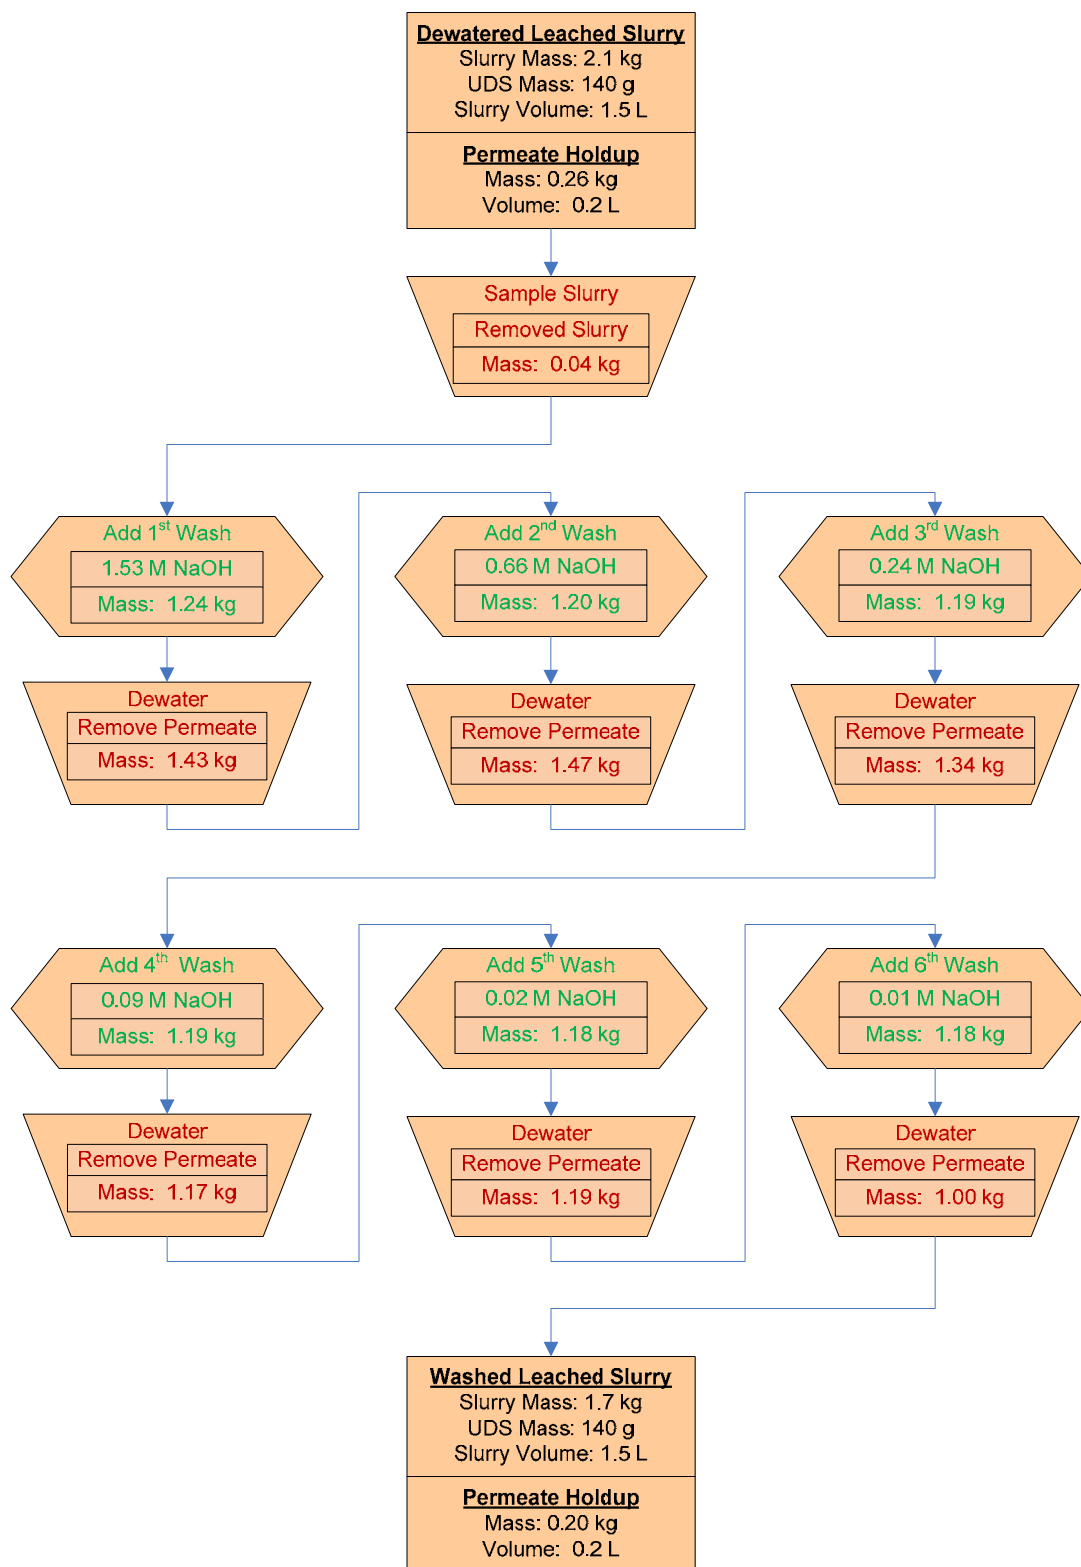 Dewatered Leached Slurry
Slurry Mass: 2.1 kg
UDS Mass: 140 g
Slurry Volume: 1.5 L
Permeate Holdup
Mass: 0.26 kg
Volume: 0.2 L
Sample Slurry
Removed Slurry
Mass: 0.04 kg
Add 1st Wash
1.53 M NaOH
Mass: 1.24 kg
Add 2nd Wash
0.66 M NaOH
Mass: 1.20 kg
Add 3rd Wash
0.24 M NaOH
Mass: 1.19 kg
Dewater
Remove Permeate
Mass: 1.43 kg
Dewater
Remove Permeate
Mass: 1.47 kg
Dewater
Remove Permeate
Mass: 1.34 kg
Add 4th Wash
0.09 M NaOH
Mass: 1.19 kg
Add 5th Wash
0.02 M NaOH
Mass: 1.18 kg
Add 6th Wash
0.01 M NaOH
Mass: 1.18 kg
Dewater
Remove Permeate
Mass: 1.17 kg
Dewater
Remove Permeate
Mass: 1.19 kg
Dewater
Remove Permeate
Mass: 1.00 kg
Washed Leached Slurry
Slurry Mass: 1.7 kg
UDS Mass: 140 g
Slurry Volume: 1.5 L
Permeate Holdup
Mass: 0.20 kg
Volume: 0.2 L